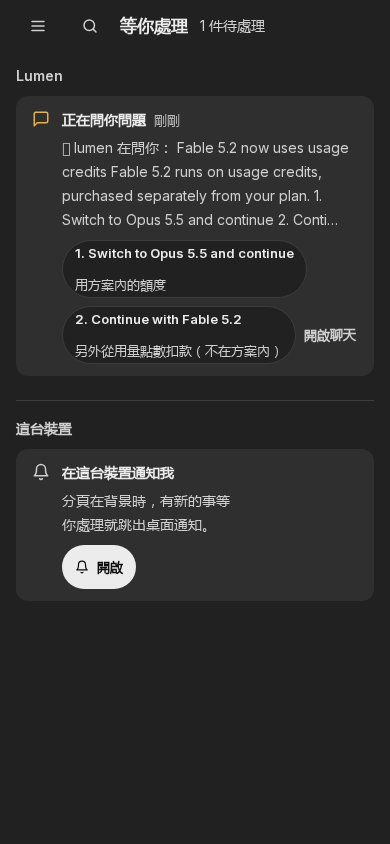 等你處理 1 件待處理
Lumen
正在問你問題 剛剛
lumen 在問你： Fable 5.2 now uses usage
credits Fable 5.2 runs on usage credits,
purchased separately from your plan. 1.
Switch to Opus 5.5 and continue 2. Conti…
1. Switch to Opus 5.5 and continue
用方案內的額度
2. Continue with Fable 5.2
另外從用量點數扣款（不在方案內）
開啟聊天
這台裝置
在這台裝置通知我
分頁在背景時，有新的事等
你處理就跳出桌面通知。
開啟